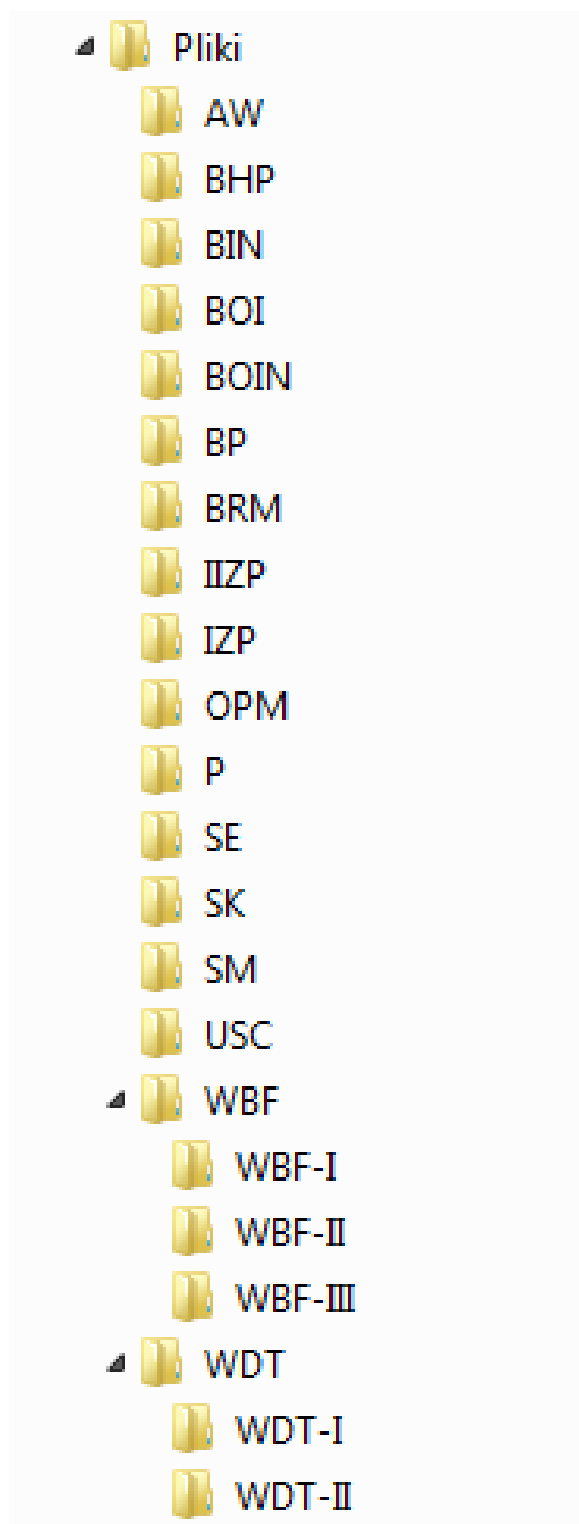 Pliki
AW
BHP
BIN
BOI
BOIN
BP
BRM
IIZP
IZP
OPM
P
SE
SK
SM
USC
WBF
WBF-I
WBF-II
WBF-III
WDT
WDT-I
WDT-II